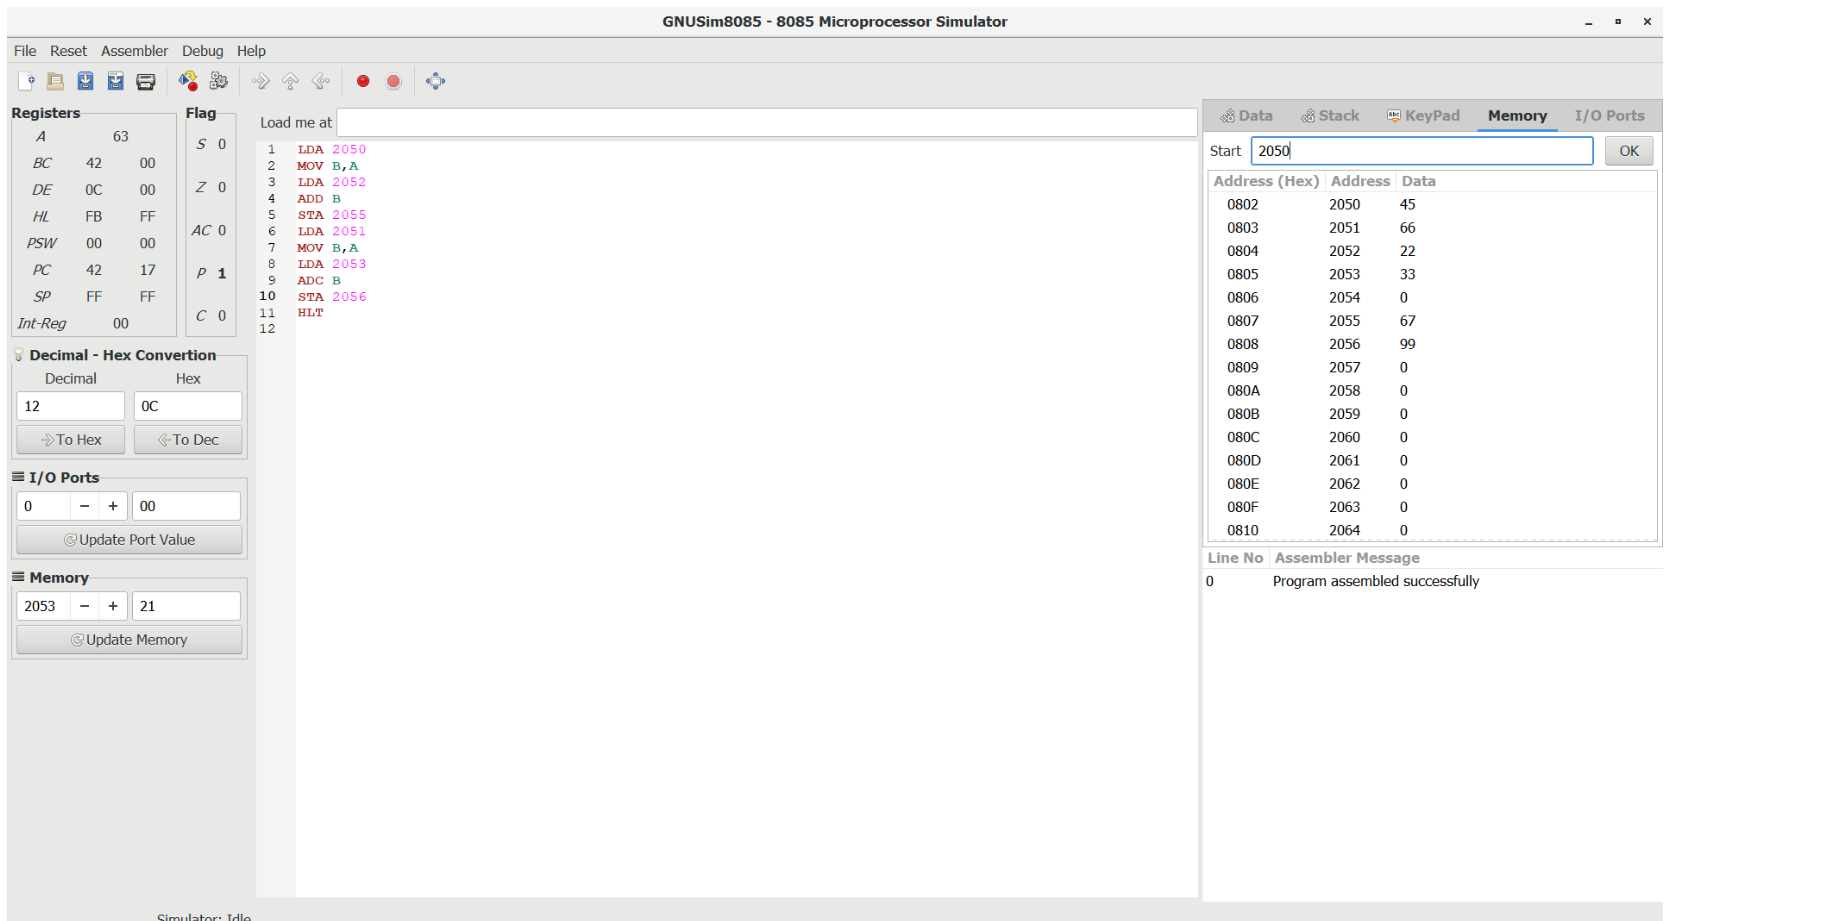 GNUSim8085 - 8085 Microprocessor Simulator
File Reset Assembler Debug Help
Registers
A 63
BC 42 00
DE 0C 00
HL FB FF
PSW 00 00
PC 42 17
SP FF FF
Int-Reg 00
Flag
S 0
Z 0
AC 0
P 1
C 0
Decimal - Hex Convertion
Decimal Hex
12 0C
To Hex To Dec
I/O Ports
0 − + 00
Update Port Value
Memory
2053 − + 21
Update Memory
Load me at
1 LDA 2050
2 MOV B,A
3 LDA 2052
4 ADD B
5 STA 2055
6 LDA 2051
7 MOV B,A
8 LDA 2053
9 ADC B
10 STA 2056
11 HLT
12
Data Stack KeyPad Memory I/O Ports
Start 2050 OK
Address (Hex) Address Data
0802 2050 45
0803 2051 66
0804 2052 22
0805 2053 33
0806 2054 0
0807 2055 67
0808 2056 99
0809 2057 0
080A 2058 0
080B 2059 0
080C 2060 0
080D 2061 0
080E 2062 0
080F 2063 0
0810 2064 0
Line No Assembler Message
0 Program assembled successfully
Simulator: Idle